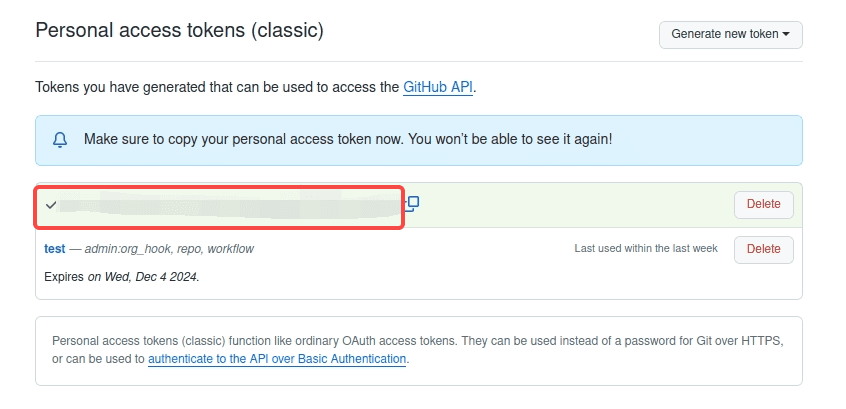 Personal access tokens (classic)
Generate new token
Tokens you have generated that can be used to access the GitHub API.
Make sure to copy your personal access token now. You won’t be able to see it again!
Delete
test — admin:org_hook, repo, workflow
Last used within the last week
Delete
Expires on Wed, Dec 4 2024.
Personal access tokens (classic) function like ordinary OAuth access tokens. They can be used instead of a password for Git over HTTPS,
or can be used to authenticate to the API over Basic Authentication.